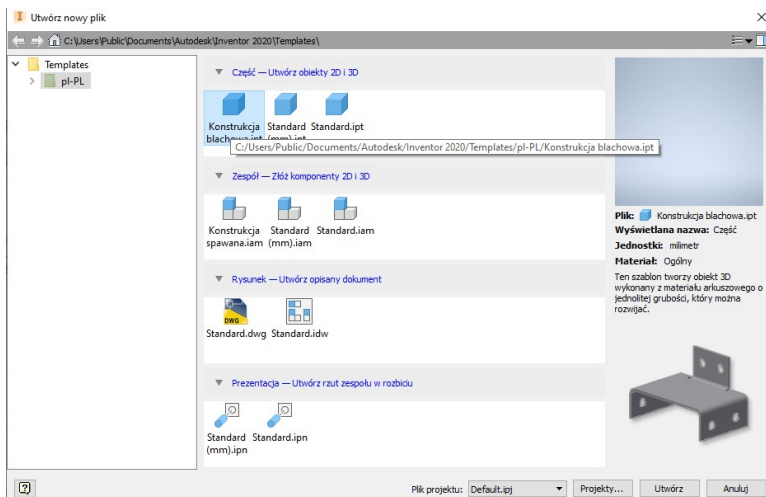 Utwórz nowy plik
C:\Users\Public\Documents\Autodesk\Inventor 2020\Templates\
Templates
pl-PL
Część — Utwórz obiekty 2D i 3D
Konstrukcja
blachowa.ipt
Standard
(mm).ipt
Standard.ipt
C:/Users/Public/Documents/Autodesk/Inventor 2020/Templates/pl-PL/Konstrukcja blachowa.ipt
Zespół — Złóż komponenty 2D i 3D
Konstrukcja
spawana.iam
Standard
(mm).iam
Standard.iam
Rysunek — Utwórz opisany dokument
DWG
Standard.dwg
Standard.idw
Prezentacja — Utwórz rzut zespołu w rozbiciu
Standard
(mm).ipn
Standard.ipn
Plik: Konstrukcja blachowa.ipt
Wyświetlana nazwa: Część
Jednostki: milimetr
Materiał: Ogólny
Ten szablon tworzy obiekt 3D
wykonany z materiału arkuszowego o
jednolitej grubości, który można
rozwijać.
?
Plik projektu: Default.ipj
Projekty...
Utwórz
Anuluj